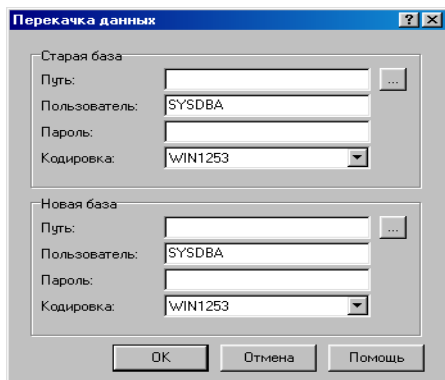 Перекачка данных
Старая база
Путь:
...
Пользователь: SYSDBA
Пароль:
Кодировка: WIN1253
Новая база
Путь:
...
Пользователь: SYSDBA
Пароль:
Кодировка: WIN1253
OK Отмена Помощь